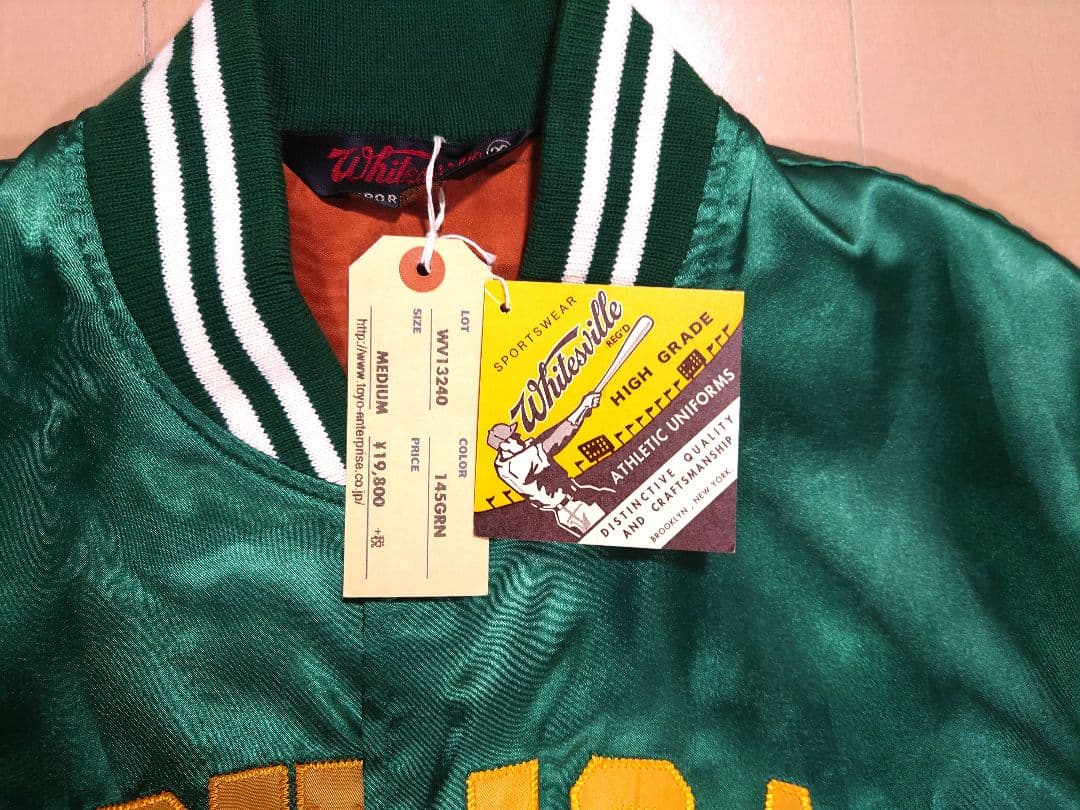 Whitesville
SPOR
LOT WV13240 COLOR 145GRN
SIZE MEDIUM PRICE ¥19,800 +税
http://www.toyo-enterprise.co.jp/
SPORTSWEAR
Whitesville
REG'D
HIGH GRADE
ATHLETIC UNIFORMS
DISTINCTIVE QUALITY
AND CRAFTSMANSHIP
BROOKLYN, NEW YORK.